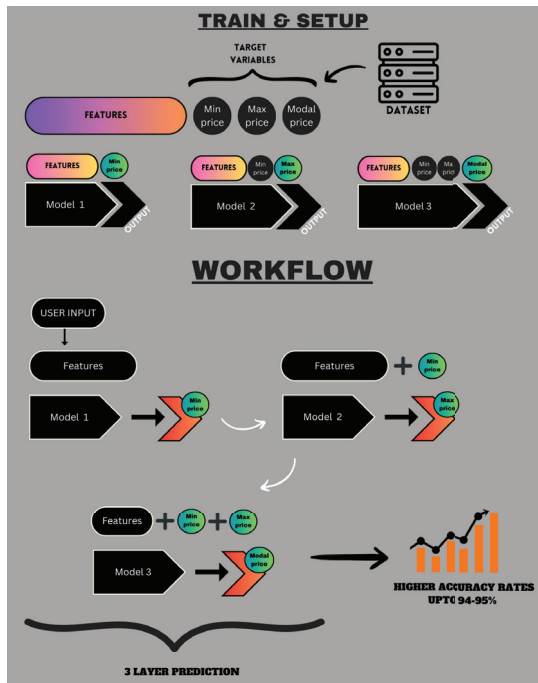 TRAIN & SETUP
TARGET
VARIABLES
DATASET
FEATURES
Min
price
Max
price
Modal
price
FEATURES
Min
price
Model 1
OUTPUT
FEATURES
Min
price
Max
price
Model 2
OUTPUT
FEATURES
Min
price
Ma
pric
Modal
price
Model 3
OUTPUT
WORKFLOW
USER INPUT
Features
Model 1
Min
price
Features
+
Min
price
Model 2
Max
price
Features
+
Min
price
+
Max
price
Model 3
Modal
price
HIGHER ACCURACY RATES
UPTO 94-95%
3 LAYER PREDICTION